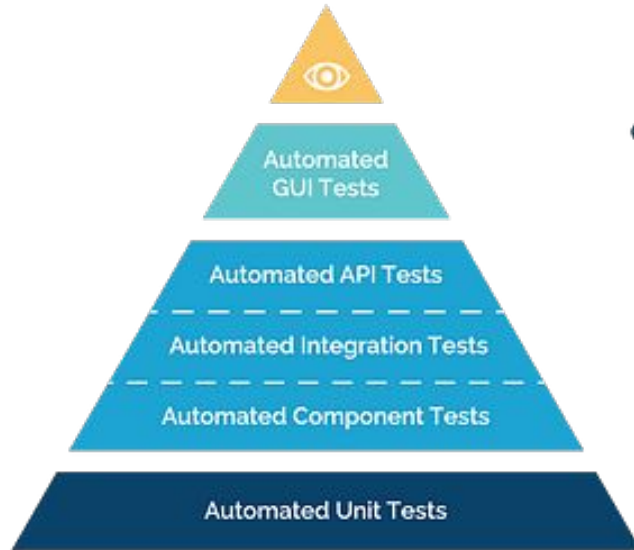 Automated
GUI Tests
Automated API Tests
Automated Integration Tests
Automated Component Tests
Automated Unit Tests